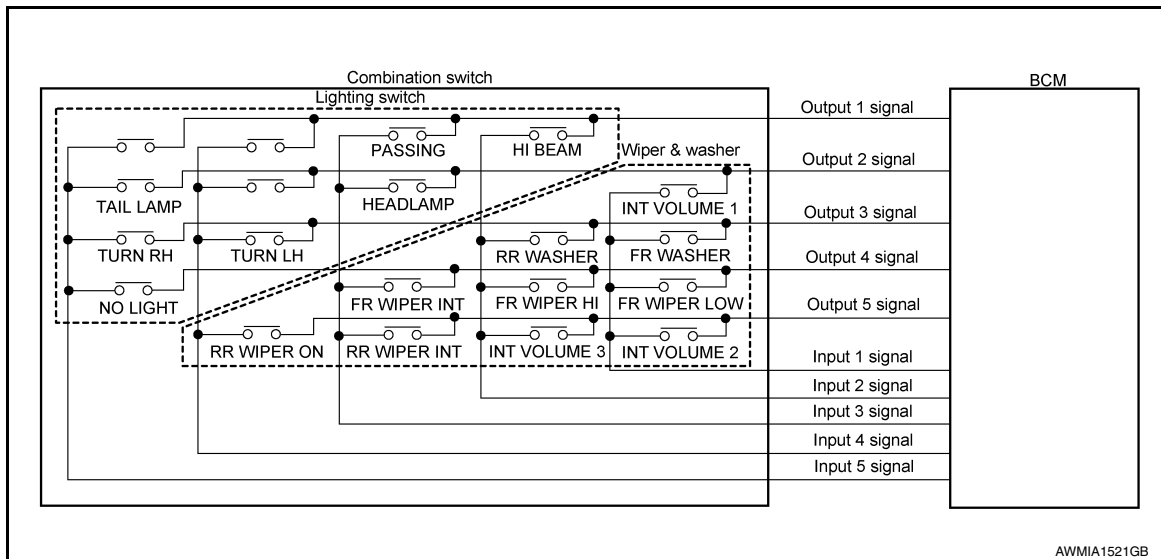 Combination switch
BCM
Lighting switch
Output 1 signal
PASSING
HI BEAM
Wiper & washer
Output 2 signal
TAIL LAMP
HEADLAMP
INT VOLUME 1
Output 3 signal
TURN RH
TURN LH
RR WASHER
FR WASHER
Output 4 signal
NO LIGHT
FR WIPER INT
FR WIPER HI
FR WIPER LOW
Output 5 signal
RR WIPER ON
RR WIPER INT
INT VOLUME 3
INT VOLUME 2
Input 1 signal
Input 2 signal
Input 3 signal
Input 4 signal
Input 5 signal
AWMIA1521GB